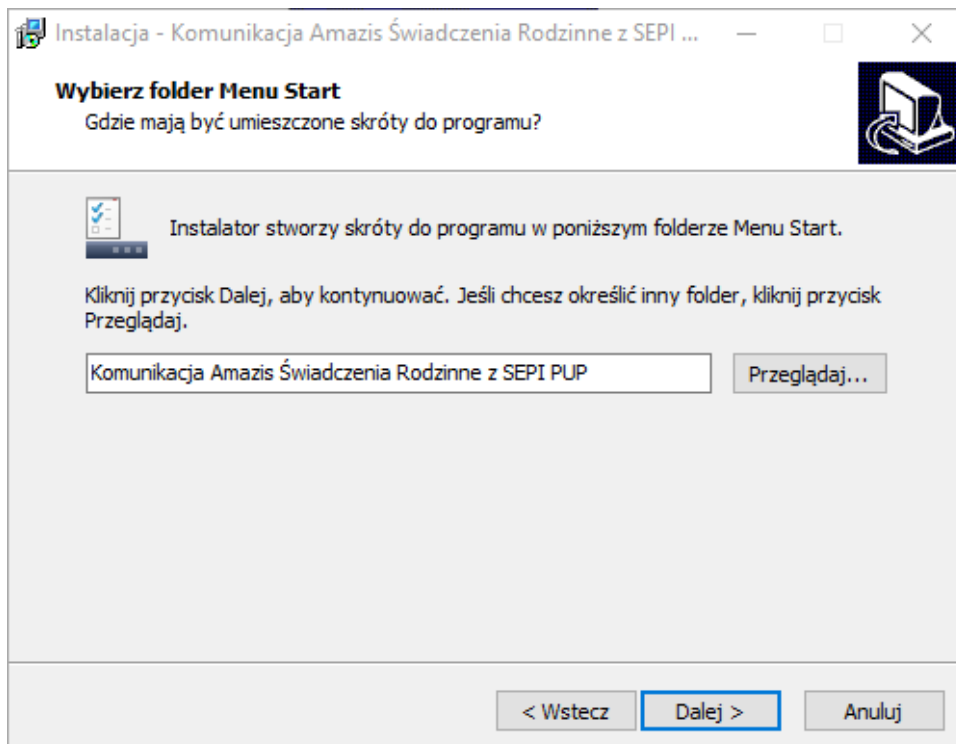 Instalacja - Komunikacja Amazis Świadczenia Rodzinne z SEPI ...
Wybierz folder Menu Start
Gdzie mają być umieszczone skróty do programu?
Instalator stworzy skróty do programu w poniższym folderze Menu Start.
Kliknij przycisk Dalej, aby kontynuować. Jeśli chcesz określić inny folder, kliknij przycisk
Przeglądaj.
Komunikacja Amazis Świadczenia Rodzinne z SEPI PUP
Przeglądaj...
< Wstecz
Dalej >
Anuluj